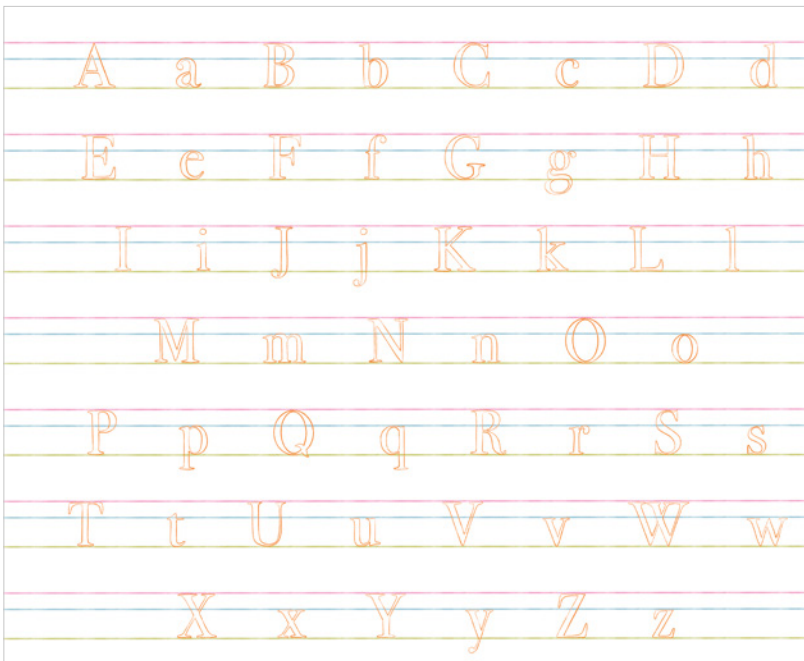 A a B b C c D d
E e F f G g H h
I i J j K k L l
M m N n O o
P p Q q R r S s
T t U u V v W w
X x Y y Z z